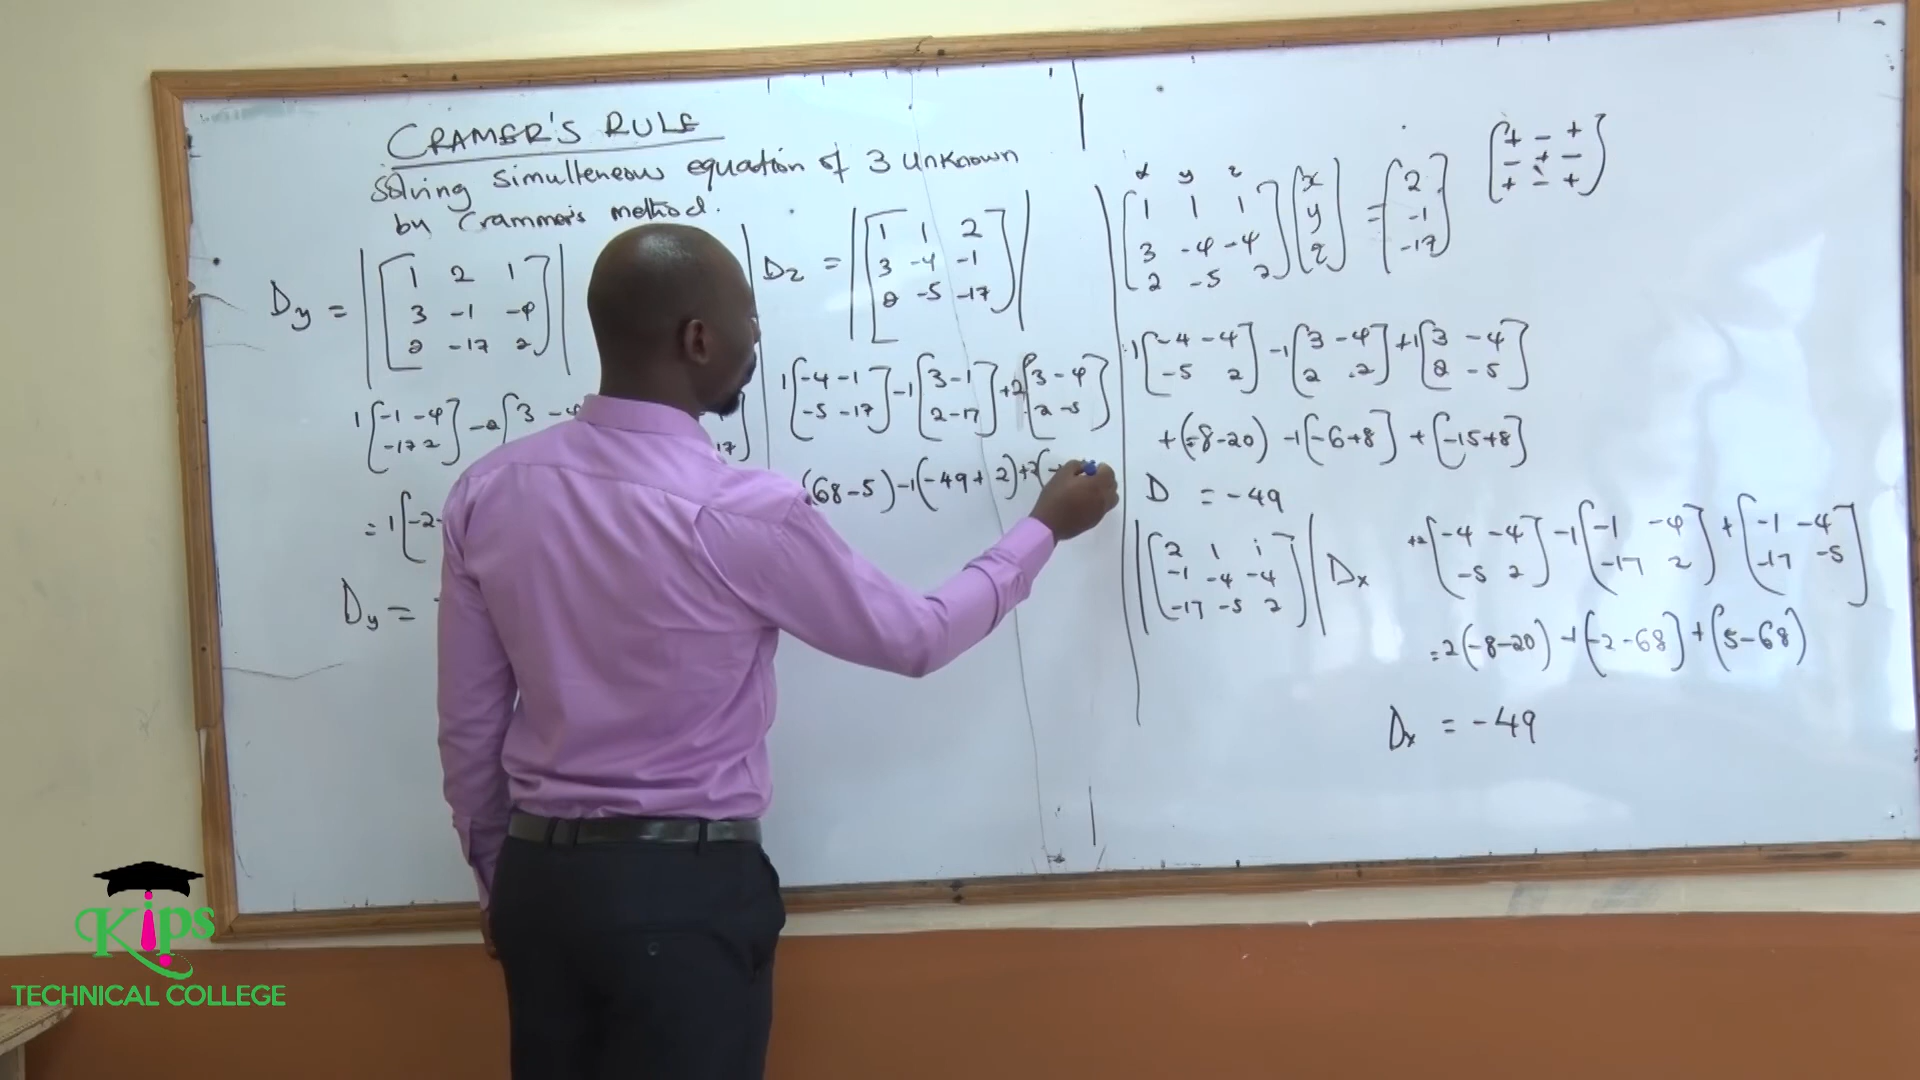 CRAMER'S RULE
Solving simulteneous equation of 3 unknown
by Crammer's method.
Dy =
1 2 1
3 -1 -4
2 -17 2
1[-1 -4] -2[3 -4
-17 2
17]
= 1[-2-
Dy =
Dz =
1 1 2
3 -4 -1
2 -5 -17
1[-4 -1] -1[3 -1] +2[3 -4]
-5 -17 2 -17 2 -5
(68-5) -1(-49+2) +2(-
x y z
[1 1 1] [x] = [2]
3 -4 -4 y -1
2 -5 2 z -17
[+ - +]
- + -
+ - +
1[-4 -4] -1[3 -4] +1[3 -4]
-5 2 2 2 2 -5
+(-8-20) -1[-6+8] + [-15+8]
D = -49
2 1 1
-1 -4 -4
-17 -5 2
Dx
+2[-4 -4] -1[-1 -4] + [-1 -4]
-5 2 -17 2 -17 -5
=2(-8-20) -1[-2-68] + (5-68)
Dx = -49
Kips
TECHNICAL COLLEGE